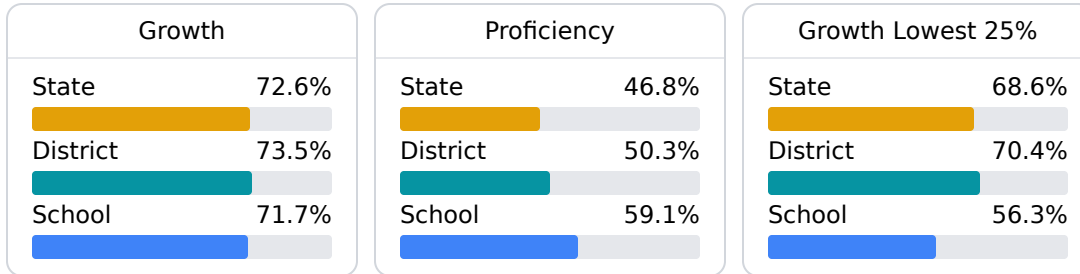 Growth
State 72.6%
District 73.5%
School 71.7%
Proficiency
State 46.8%
District 50.3%
School 59.1%
Growth Lowest 25%
State 68.6%
District 70.4%
School 56.3%